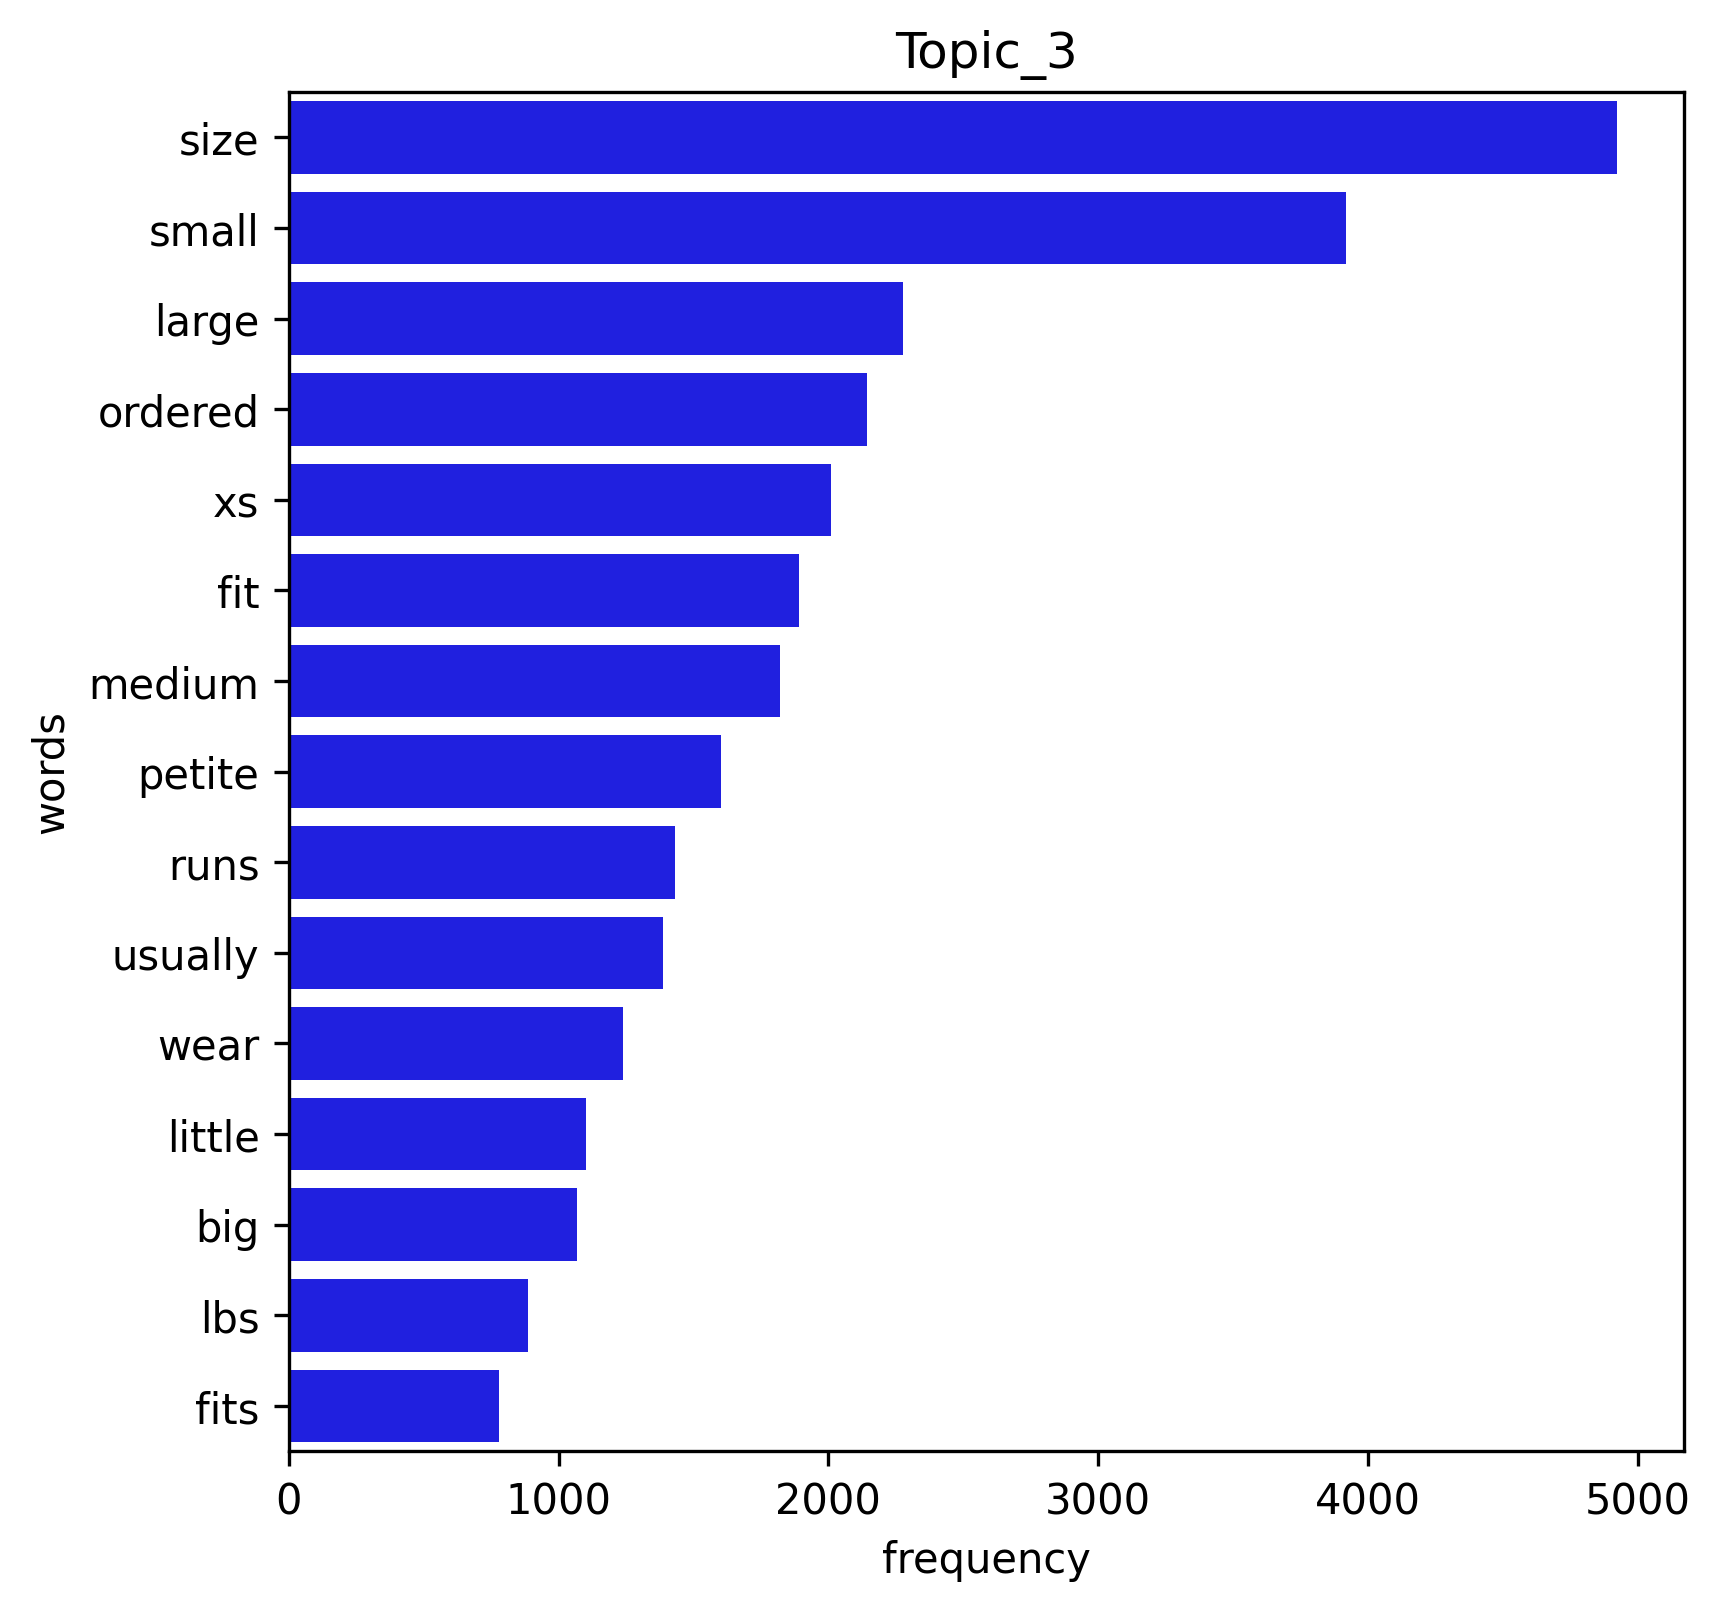 Topic_3
size
small
large
ordered
xs
fit
medium
petite
runs
usually
wear
little
big
lbs
fits
words
0 1000 2000 3000 4000 5000
frequency